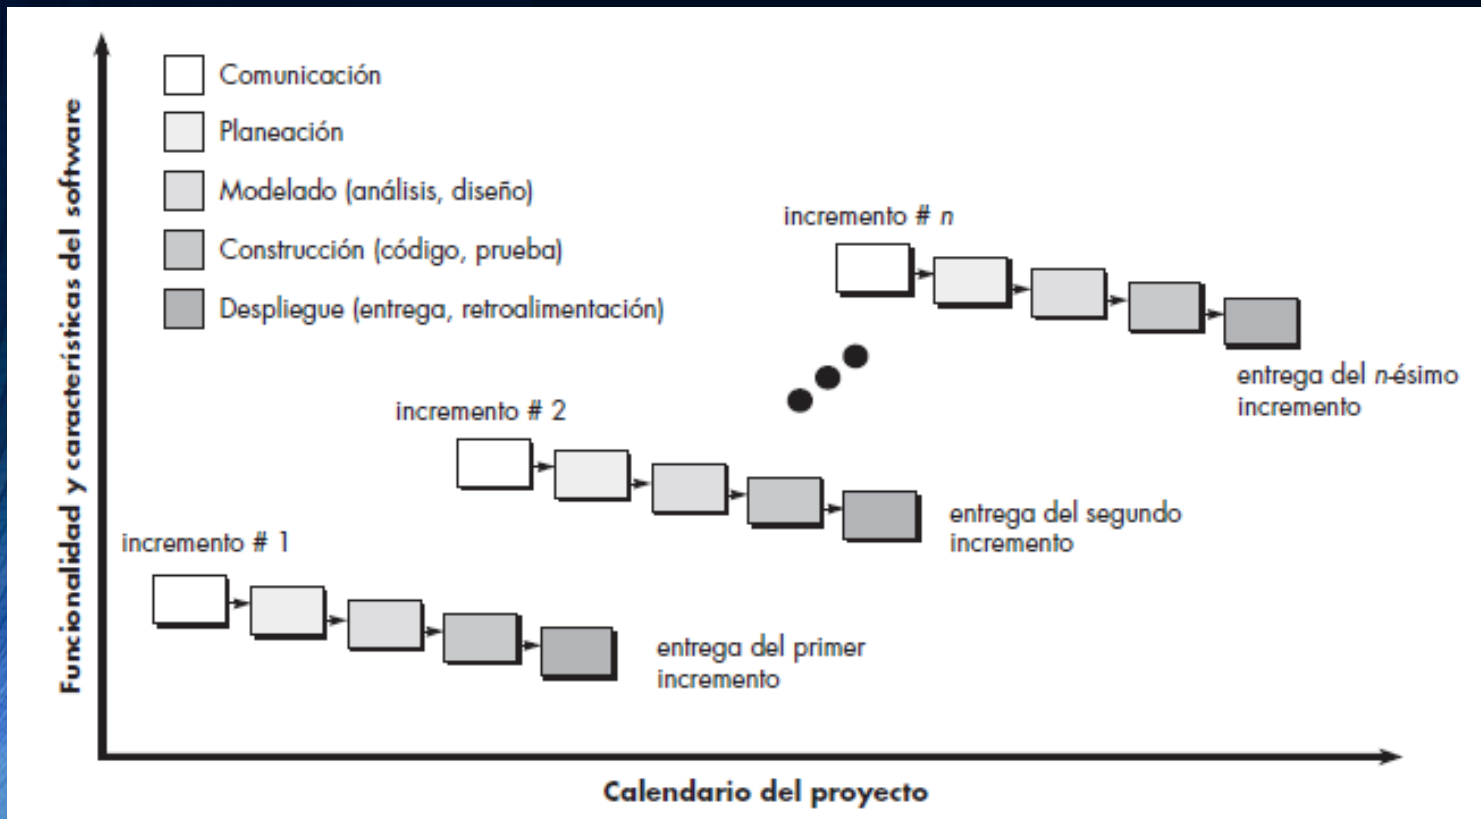 Funcionalidad y características del software
Comunicación
Planeación
Modelado (análisis, diseño)
Construcción (código, prueba)
Despliegue (entrega, retroalimentación)
incremento # n
entrega del n-ésimo
incremento
incremento # 2
entrega del segundo
incremento
incremento # 1
entrega del primer
incremento
Calendario del proyecto